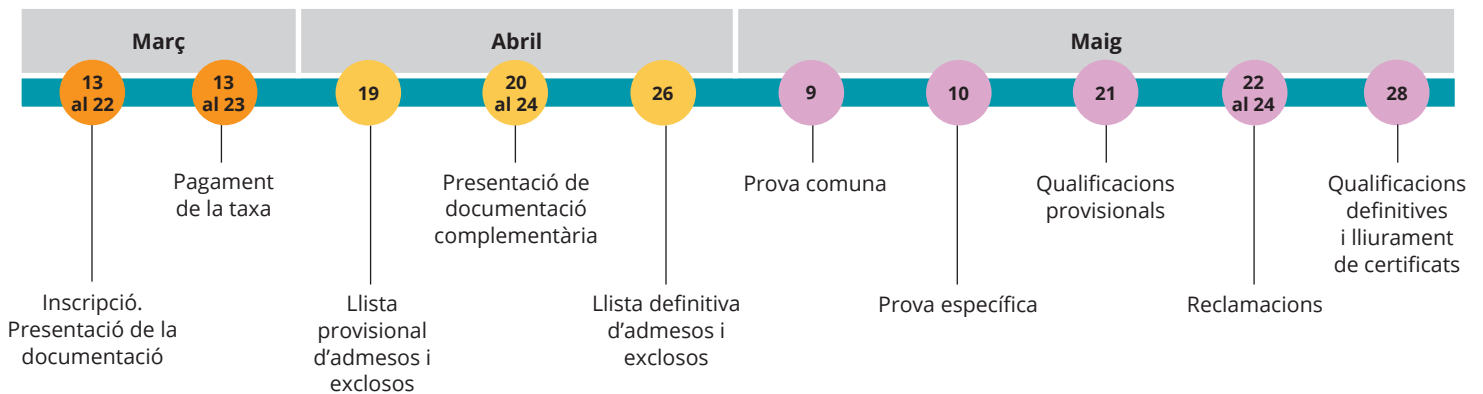 Març
Abril
Maig
13
al 22
13
al 23
19
20
al 24
26
9
10
21
22
al 24
28
Pagament
de la taxa
Presentació de
documentació
complementària
Prova comuna
Qualificacions
provisionals
Qualificacions
definitives
i lliurament
de certificats
Inscripció.
Presentació de la
documentació
Llista
provisional
d'admesos i
exclosos
Llista definitiva
d'admesos i
exclosos
Prova específica
Reclamacions